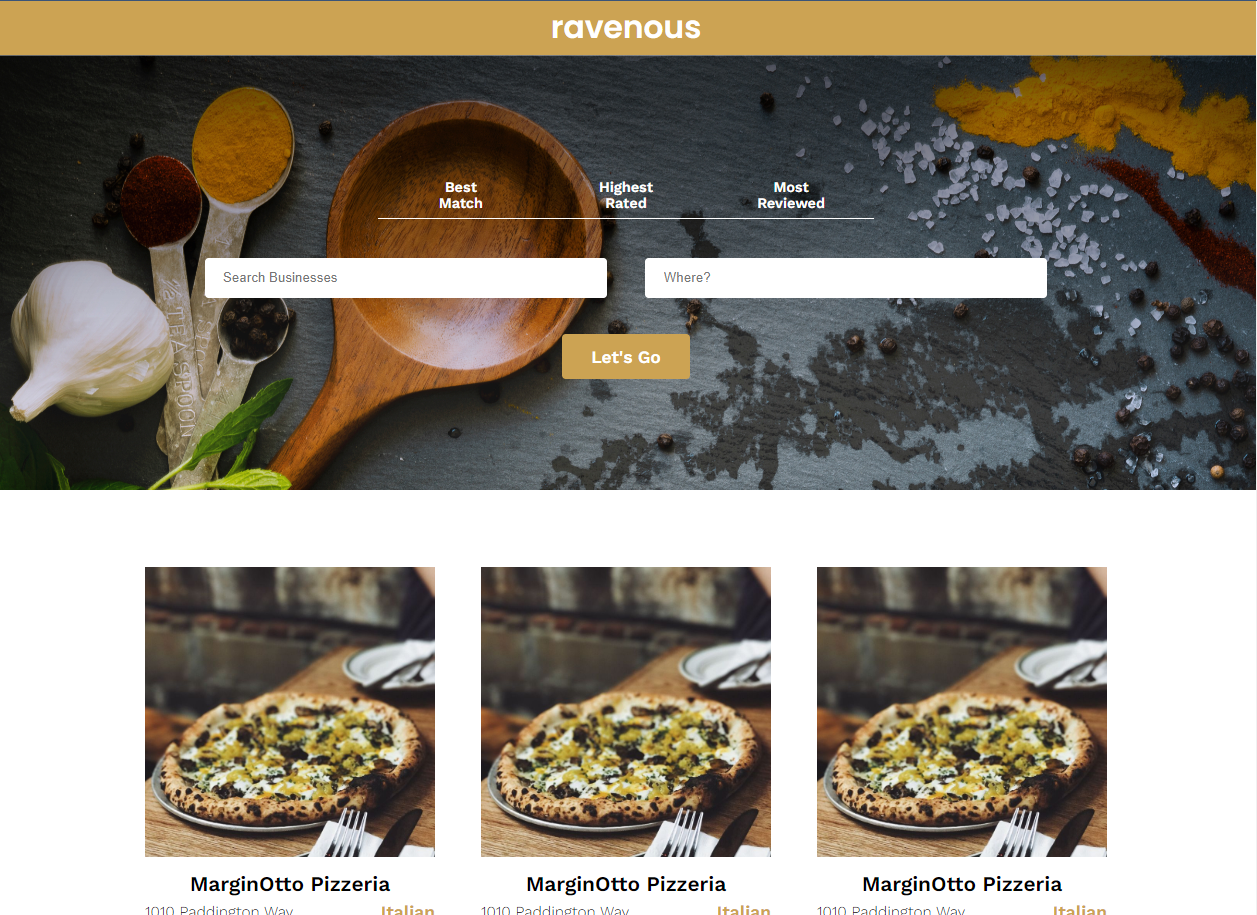 ravenous
Best Match
Highest Rated
Most Reviewed
Search Businesses
Where?
Let's Go
TEASPOON
MarginOtto Pizzeria
MarginOtto Pizzeria
MarginOtto Pizzeria
1010 Paddington Way Italian
1010 Paddington Way Italian
1010 Paddington Way Italian